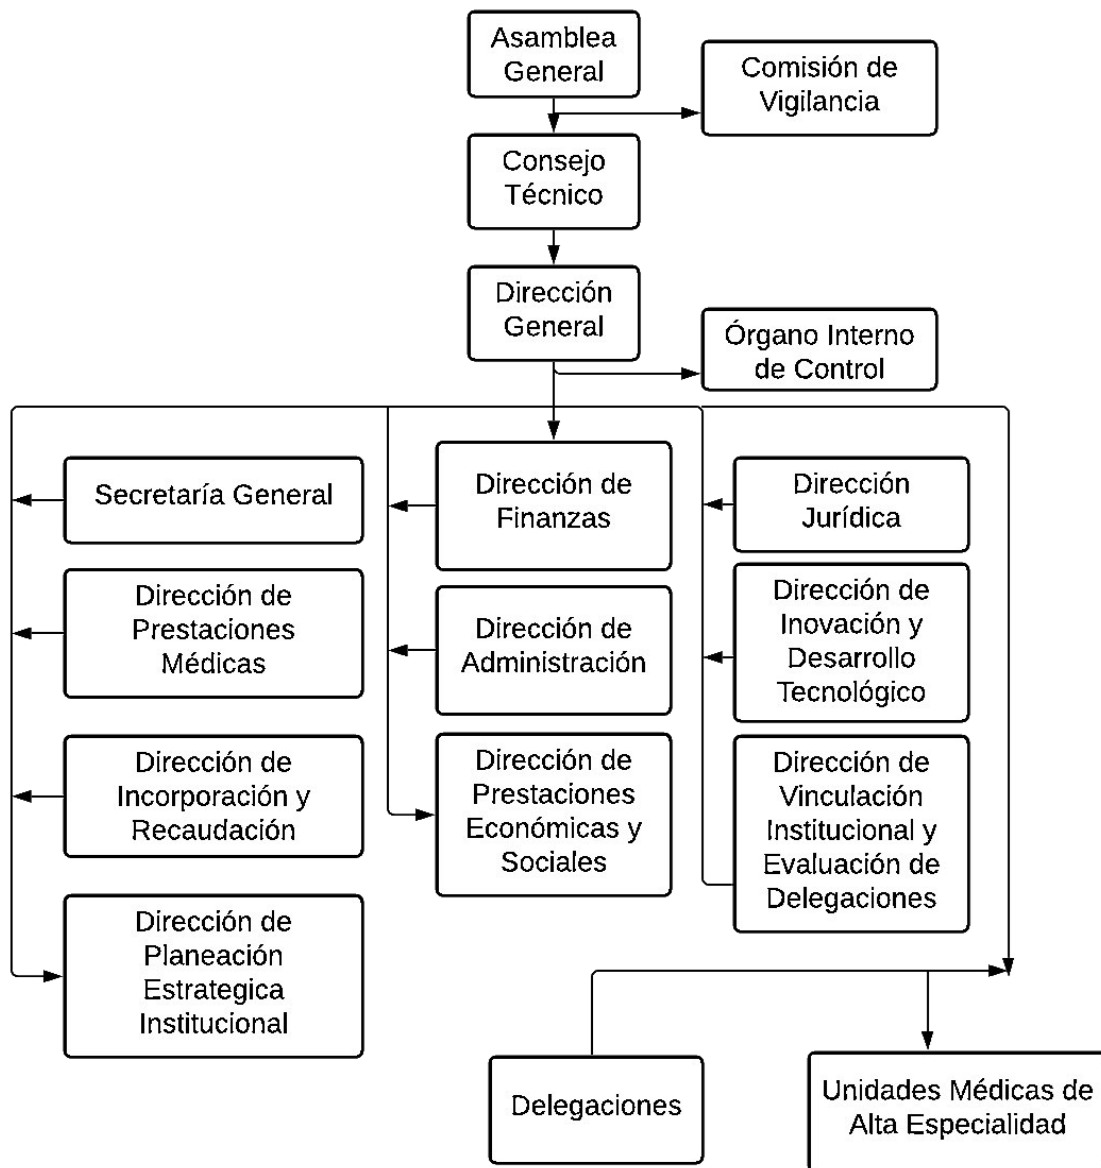 Asamblea
General
Comisión de
Vigilancia
Consejo
Técnico
Dirección
General
Órgano Interno
de Control
Secretaría General
Dirección de
Finanzas
Dirección
Jurídica
Dirección de
Prestaciones
Médicas
Dirección de
Administración
Dirección de
Inovación y
Desarrollo
Tecnológico
Dirección de
Incorporación y
Recaudación
Dirección de
Prestaciones
Económicas y
Sociales
Dirección de
Vinculación
Institucional y
Evaluación de
Delegaciones
Dirección de
Planeación
Estrategica
Institucional
Delegaciones
Unidades Médicas de
Alta Especialidad